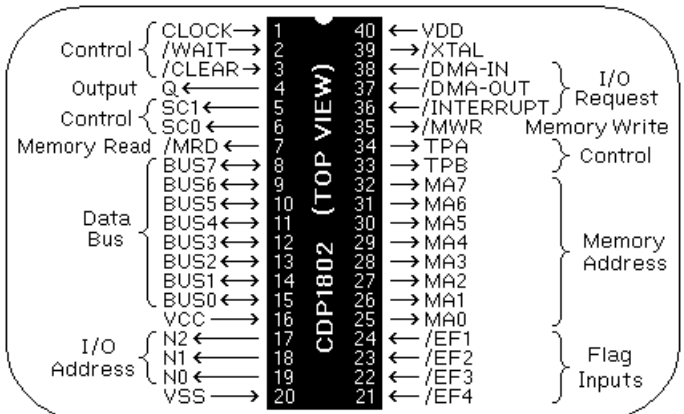 CLOCK→ 1 40 ←VDD
Control /WAIT→ 2 39 →/XTAL
/CLEAR→ 3 38 ←/DMA-IN I/O
Output Q← 4 37 ←/DMA-OUT Request
Control SC1← 5 36 ←/INTERRUPT
SC0← 6 35 →/MWR Memory Write
Memory Read /MRD← 7 34 →TPA Control
BUS7↔ 8 33 →TPB
BUS6↔ 9 32 →MA7
BUS5↔ 10 31 →MA6
Data BUS4↔ 11 30 →MA5
Bus BUS3↔ 12 29 →MA4 Memory
BUS2↔ 13 28 →MA3 Address
BUS1↔ 14 27 →MA2
BUS0↔ 15 26 →MA1
VCC→ 16 25 →MA0
I/O N2← 17 24 ←/EF1
Address N1← 18 23 ←/EF2 Flag
N0← 19 22 ←/EF3 Inputs
VSS→ 20 21 ←/EF4
CDP1802 (TOP VIEW)